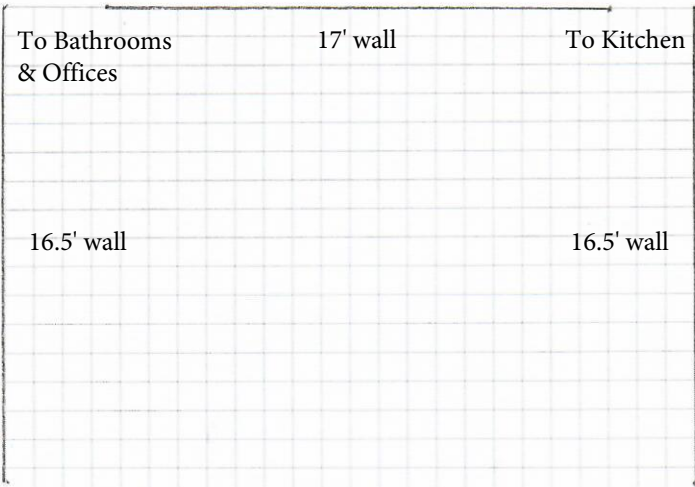 To Bathrooms
& Offices
17' wall
To Kitchen
16.5' wall
16.5' wall